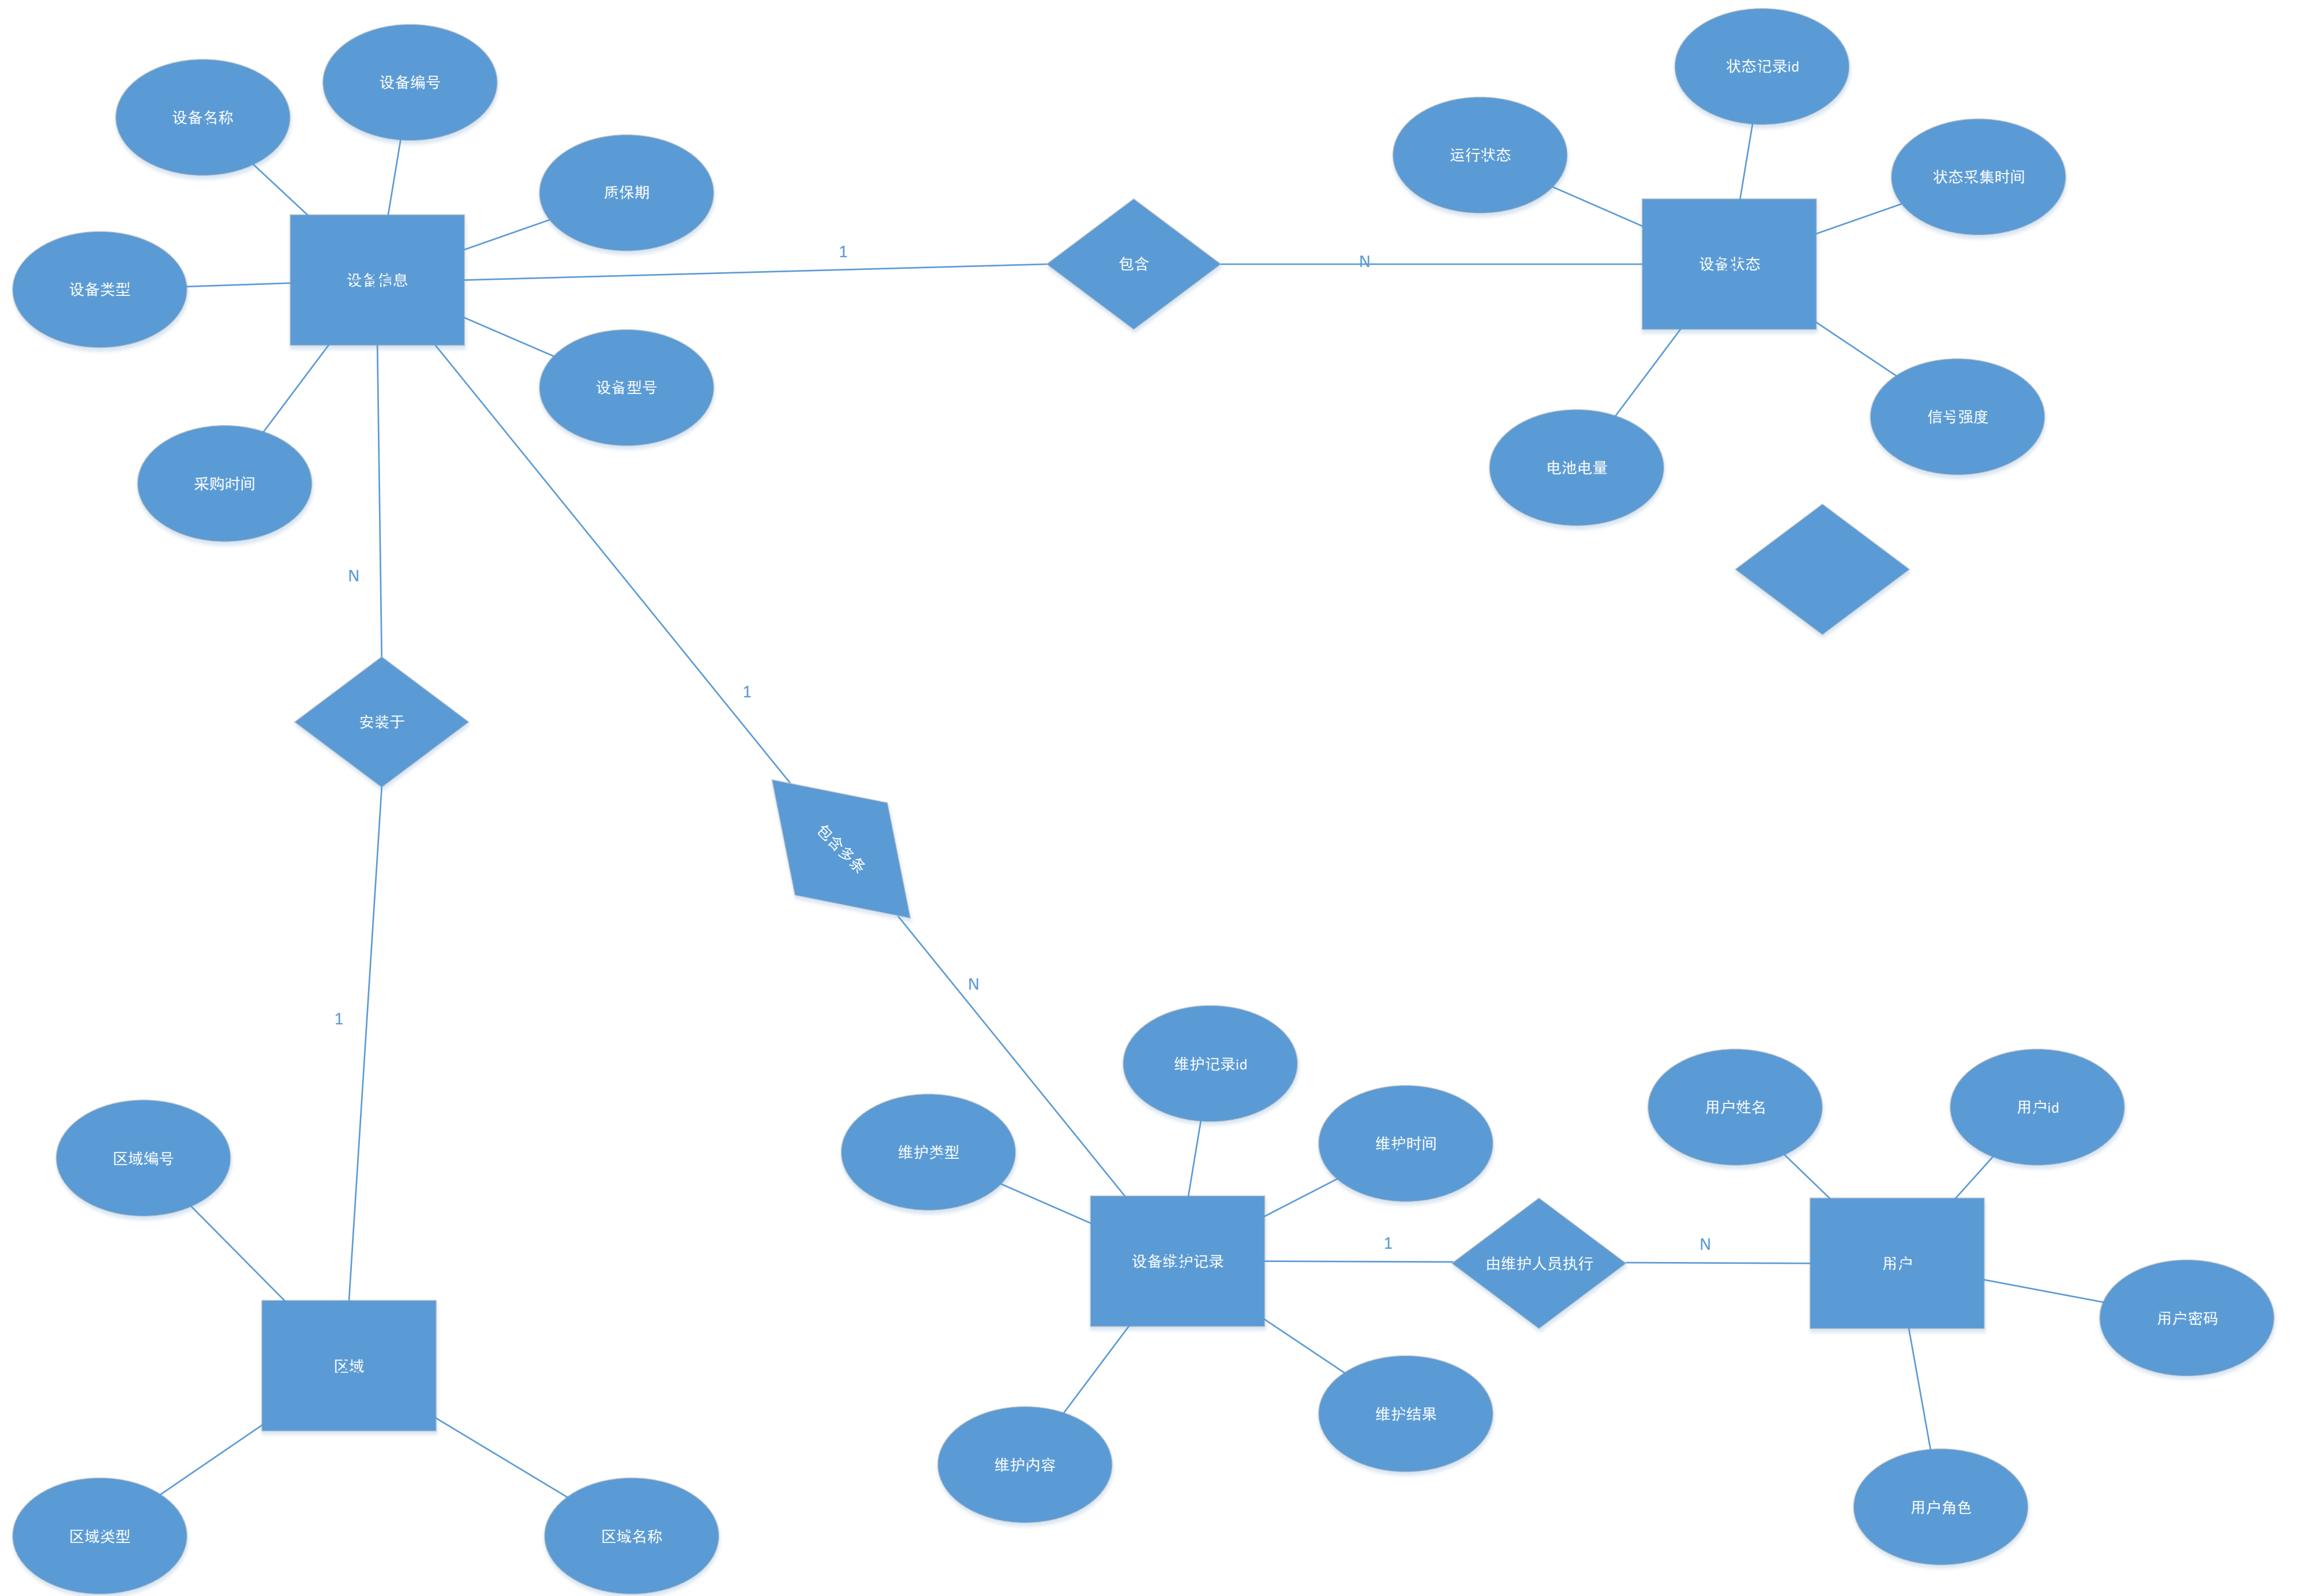 设备编号
设备名称
质保期
设备信息
设备类型
设备型号
采购时间
1
包含
N
状态记录id
运行状态
状态采集时间
设备状态
信号强度
电池电量
N
安装于
1
1
包含多条
N
区域编号
区域
区域类型
区域名称
维护记录id
维护类型
维护时间
设备维护记录
维护内容
维护结果
1
由维护人员执行
N
用户姓名
用户id
用户
用户密码
用户角色